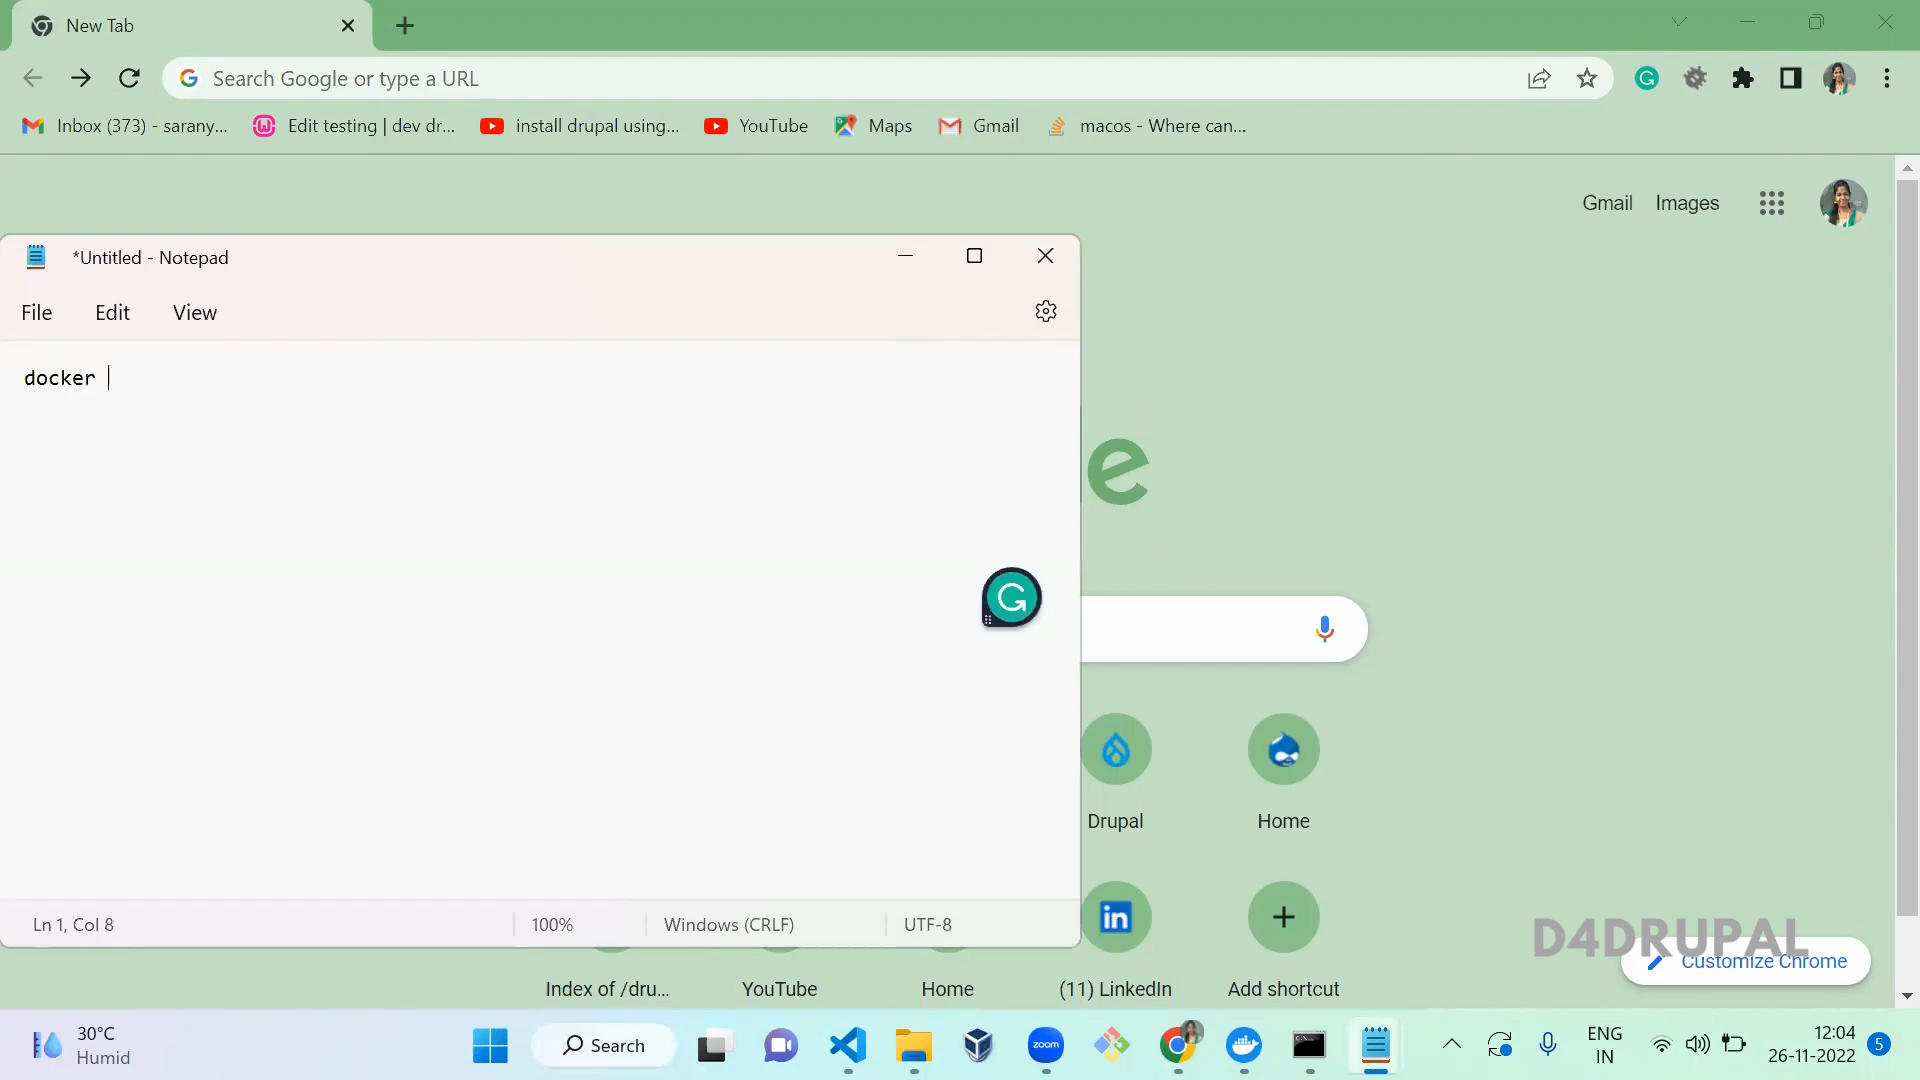 New Tab
Search Google or type a URL
Inbox (373) - sarany...
Edit testing | dev dr...
install drupal using...
YouTube
Maps
Gmail
macos - Where can...
Gmail
Images
*Untitled - Notepad
File
Edit
View
docker
e
Drupal
Home
Ln 1, Col 8
100%
Windows (CRLF)
UTF-8
D4DRUPAL
Customize Chrome
Index of /dru...
YouTube
Home
(11) LinkedIn
Add shortcut
30°C
Humid
Search
zoom
ENG
IN
12:04
26-11-2022
5